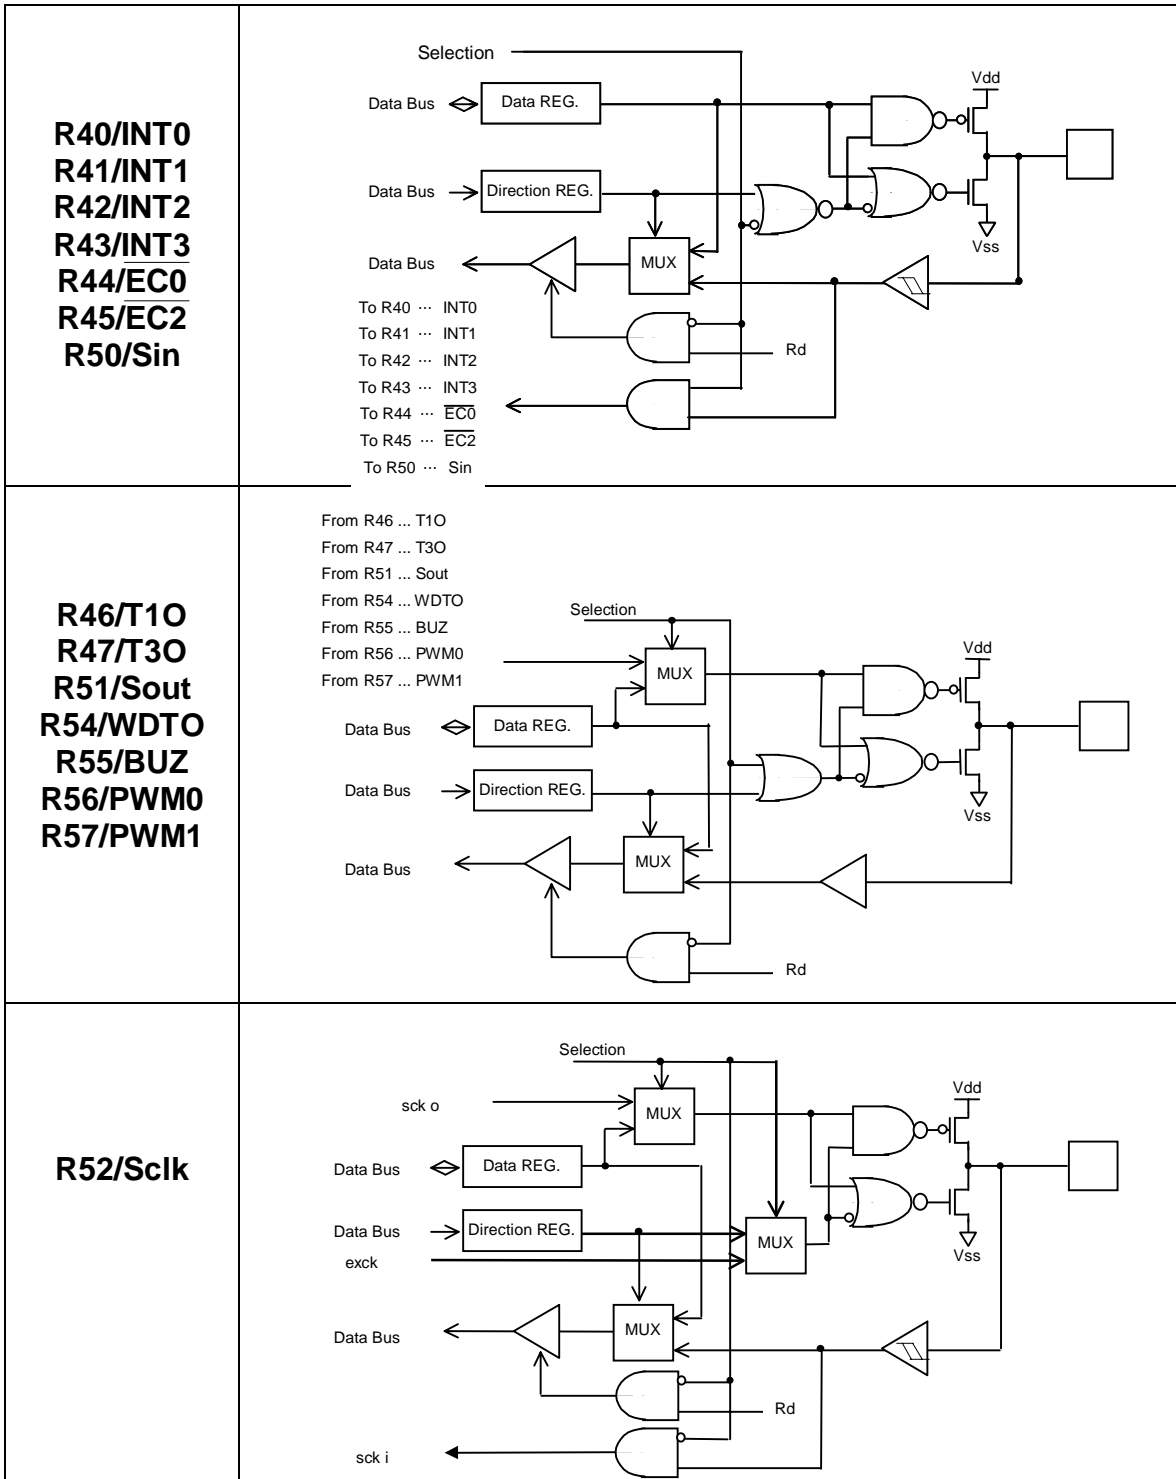 R40/INT0
R41/INT1
R42/INT2
R43/INT3
R44/E̅C̅0̅
R45/E̅C̅2̅
R50/Sin
Selection
Data Bus
Data REG.
Vdd
Data Bus
Direction REG.
Vss
Data Bus
MUX
To R40 ... INT0
To R41 ... INT1
Rd
To R42 ... INT2
To R43 ... INT3
To R44 ... E̅C̅0̅
To R45 ... E̅C̅2̅
To R50 ... Sin
R46/T1O
R47/T3O
R51/Sout
R54/WDTO
R55/BUZ
R56/PWM0
R57/PWM1
From R46 ... T1O
From R47 ... T3O
From R51 ... Sout
From R54 ... WDTO
From R55 ... BUZ
From R56 ... PWM0
From R57 ... PWM1
Selection
MUX
Vdd
Data Bus
Data REG.
Data Bus
Direction REG.
Vss
Data Bus
MUX
Rd
R52/Sclk
Selection
sck o
MUX
Vdd
Data Bus
Data REG.
Data Bus
Direction REG.
MUX
Vss
exck
Data Bus
MUX
Rd
sck i